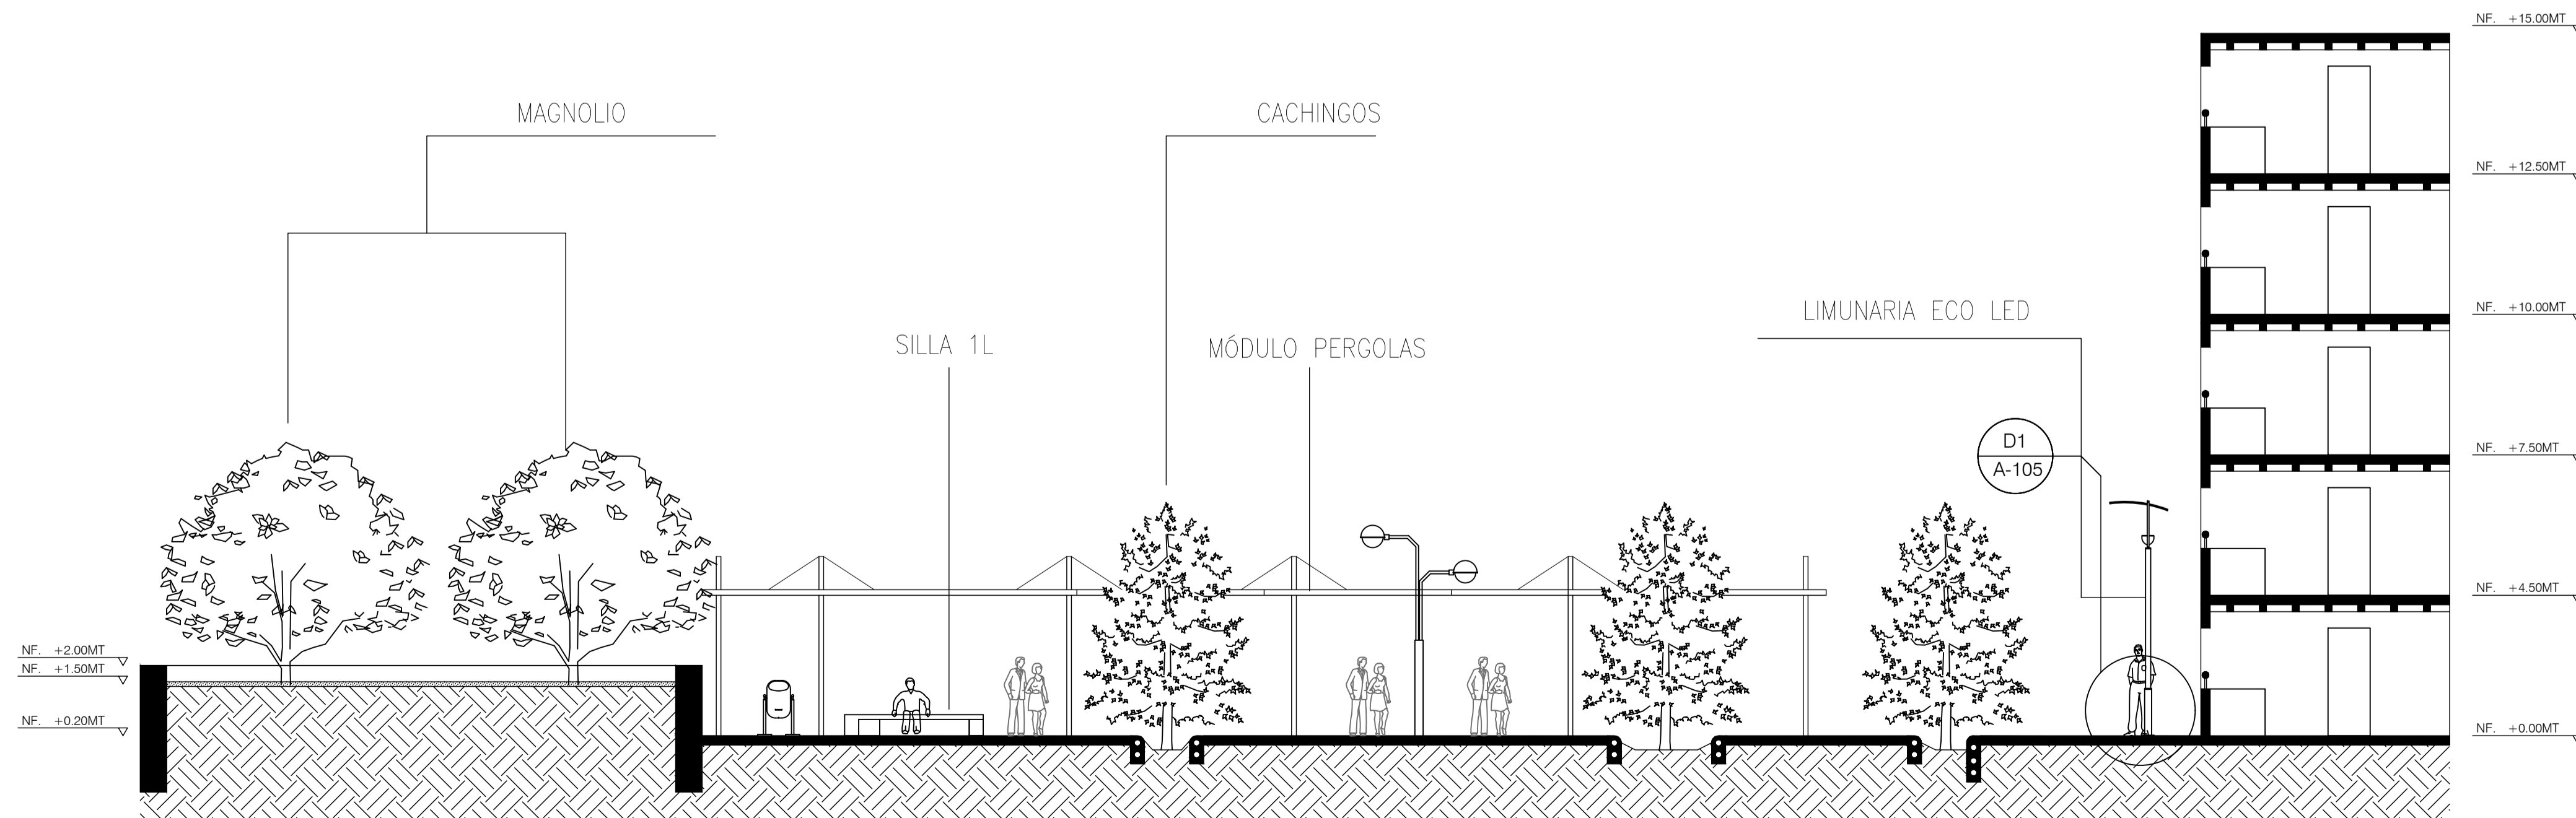 NF. +15.00MT
MAGNOLIO
CACHINGOS
NF. +12.50MT
LIMUNARIA ECO LED
NF. +10.00MT
SILLA 1L
MÓDULO PERGOLAS
D1
A-105
NF. +7.50MT
NF. +4.50MT
NF. +2.00MT
NF. +1.50MT
NF. +0.20MT
NF. +0.00MT